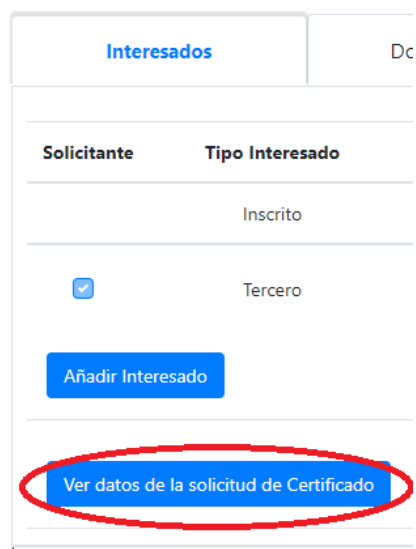 Interesados
Solicitante Tipo Interesado
Inscrito
Tercero
Añadir Interesado
Ver datos de la solicitud de Certificado